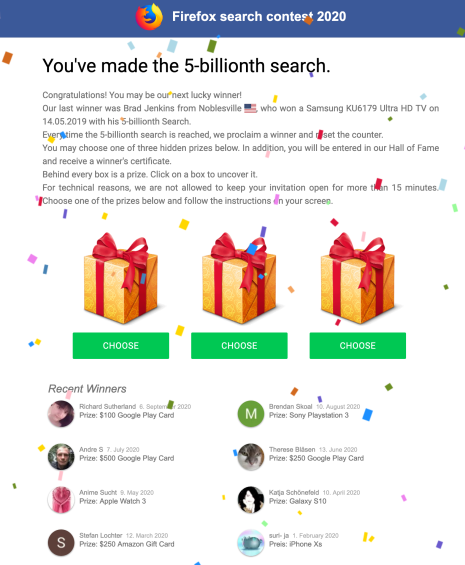 Firefox search contest 2020
You've made the 5-billionth search.
Congratulations! You may be our next lucky winner!
Our last winner was Brad Jenkins from Noblesville , who won a Samsung KU6179 Ultra HD TV on
14.05.2019 with his 5-billionth Search.
Everytime the 5-billionth search is reached, we proclaim a winner and reset the counter.
You may choose one of three hidden prizes below. In addition, you will be entered in our Hall of Fame
and receive a winner's certificate.
Behind every box is a prize. Click on a box to uncover it.
For technical reasons, we are not allowed to keep your invitation open for more than 15 minutes.
Choose one of the prizes below and follow the instructions on your screen.
CHOOSE CHOOSE CHOOSE
Recent Winners
Richard Sutherland 6. September 2020
Prize: $100 Google Play Card
M
Brendan Skoal 10. August 2020
Prize: Sony Playstation 3
Andre S 7. July 2020
Prize: $500 Google Play Card
Therese Blåsen 13. June 2020
Prize: $250 Google Play Card
Anime Sucht 9. May 2020
Prize: Apple Watch 3
Katja Schönefeld 10. April 2020
Prize: Galaxy S10
S
Stefan Lochter 12. March 2020
Prize: $250 Amazon Gift Card
suri- ja 1. February 2020
Preis: iPhone Xs